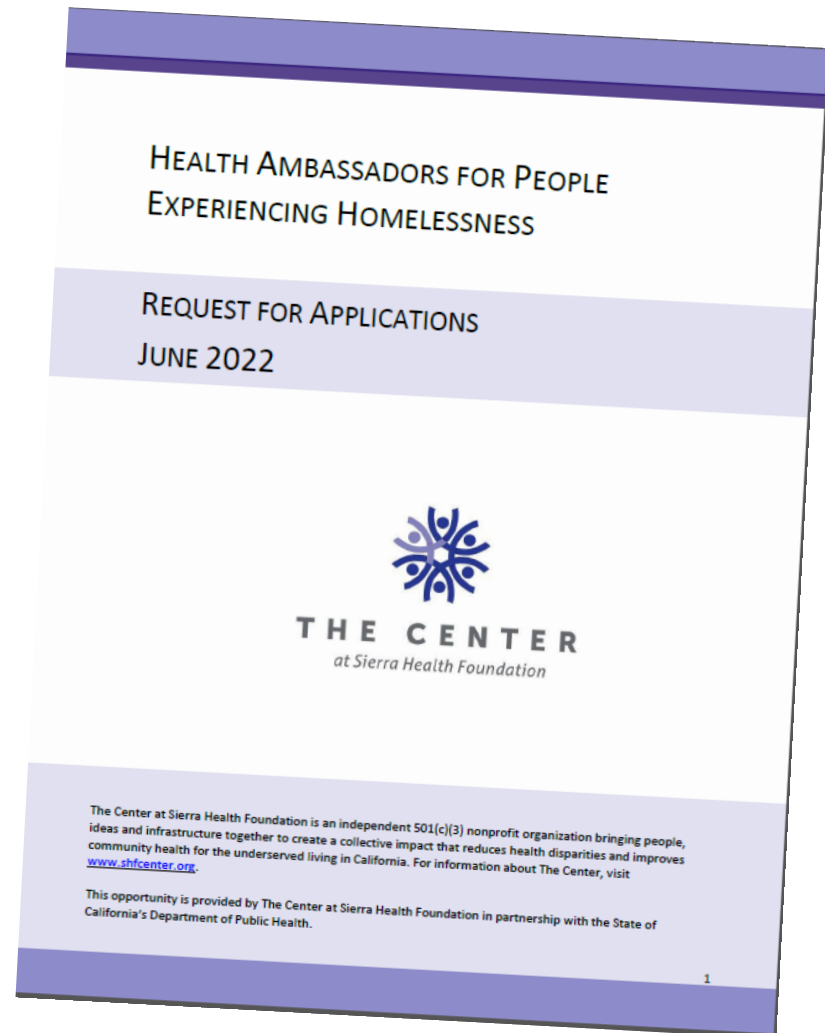 HEALTH AMBASSADORS FOR PEOPLE
EXPERIENCING HOMELESSNESS
REQUEST FOR APPLICATIONS
JUNE 2022
THE CENTER
at Sierra Health Foundation
The Center at Sierra Health Foundation is an independent 501(c)(3) nonprofit organization bringing people,
ideas and infrastructure together to create a collective impact that reduces health disparities and improves
community health for the underserved living in California. For information about The Center, visit
www.shfcenter.org.
This opportunity is provided by The Center at Sierra Health Foundation in partnership with the State of
California's Department of Public Health.
1